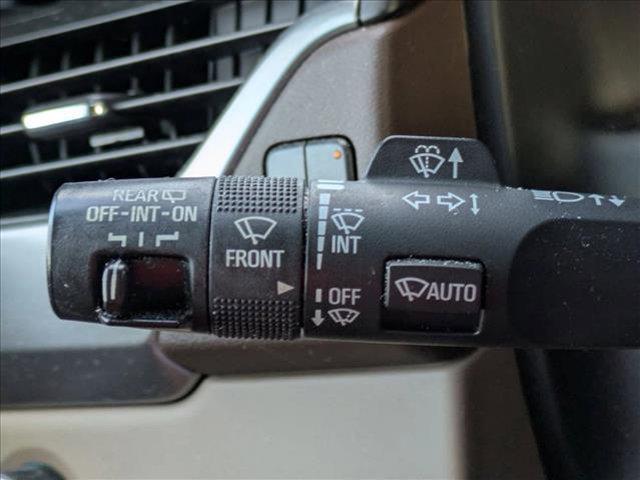 REAR
OFF-INT-ON
FRONT
INT
OFF
AUTO